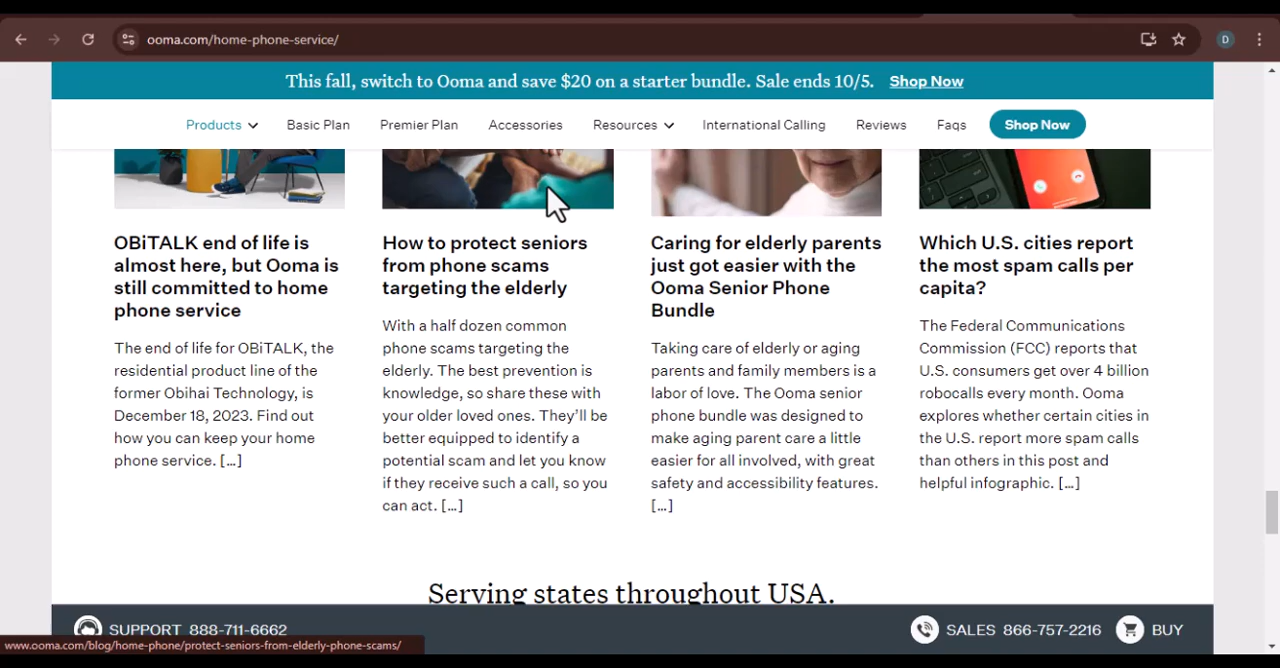 ooma.com/home-phone-service/
D
This fall, switch to Ooma and save $20 on a starter bundle. Sale ends 10/5. Shop Now
Products Basic Plan Premier Plan Accessories Resources International Calling Reviews Faqs Shop Now
OBiTALK end of life is
almost here, but Ooma is
still committed to home
phone service
The end of life for OBiTALK, the
residential product line of the
former Obihai Technology, is
December 18, 2023. Find out
how you can keep your home
phone service. [...]
How to protect seniors
from phone scams
targeting the elderly
With a half dozen common
phone scams targeting the
elderly. The best prevention is
knowledge, so share these with
your older loved ones. They’ll be
better equipped to identify a
potential scam and let you know
if they receive such a call, so you
can act. [...]
Caring for elderly parents
just got easier with the
Ooma Senior Phone
Bundle
Taking care of elderly or aging
parents and family members is a
labor of love. The Ooma senior
phone bundle was designed to
make aging parent care a little
easier for all involved, with great
safety and accessibility features.
[...]
Which U.S. cities report
the most spam calls per
capita?
The Federal Communications
Commission (FCC) reports that
U.S. consumers get over 4 billion
robocalls every month. Ooma
explores whether certain cities in
the U.S. report more spam calls
than others in this post and
helpful infographic. [...]
Serving states throughout USA.
SUPPORT 888-711-6662
SALES 866-757-2216 BUY
www.ooma.com/blog/home-phone/protect-seniors-from-elderly-phone-scams/